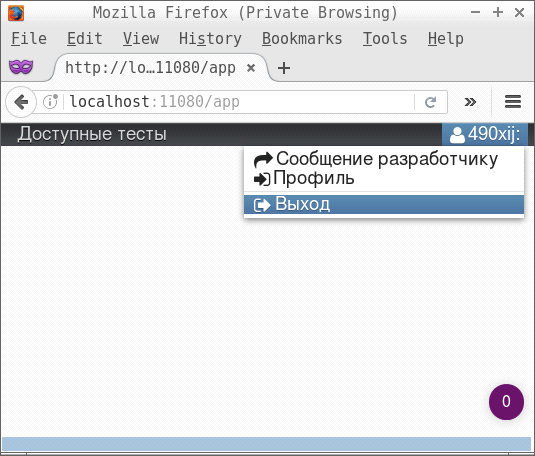 Mozilla Firefox (Private Browsing)
File Edit View History Bookmarks Tools Help
http://lo…11080/app
localhost:11080/app
Доступные тесты 490xij:
Сообщение разработчику
Профиль
Выход
0